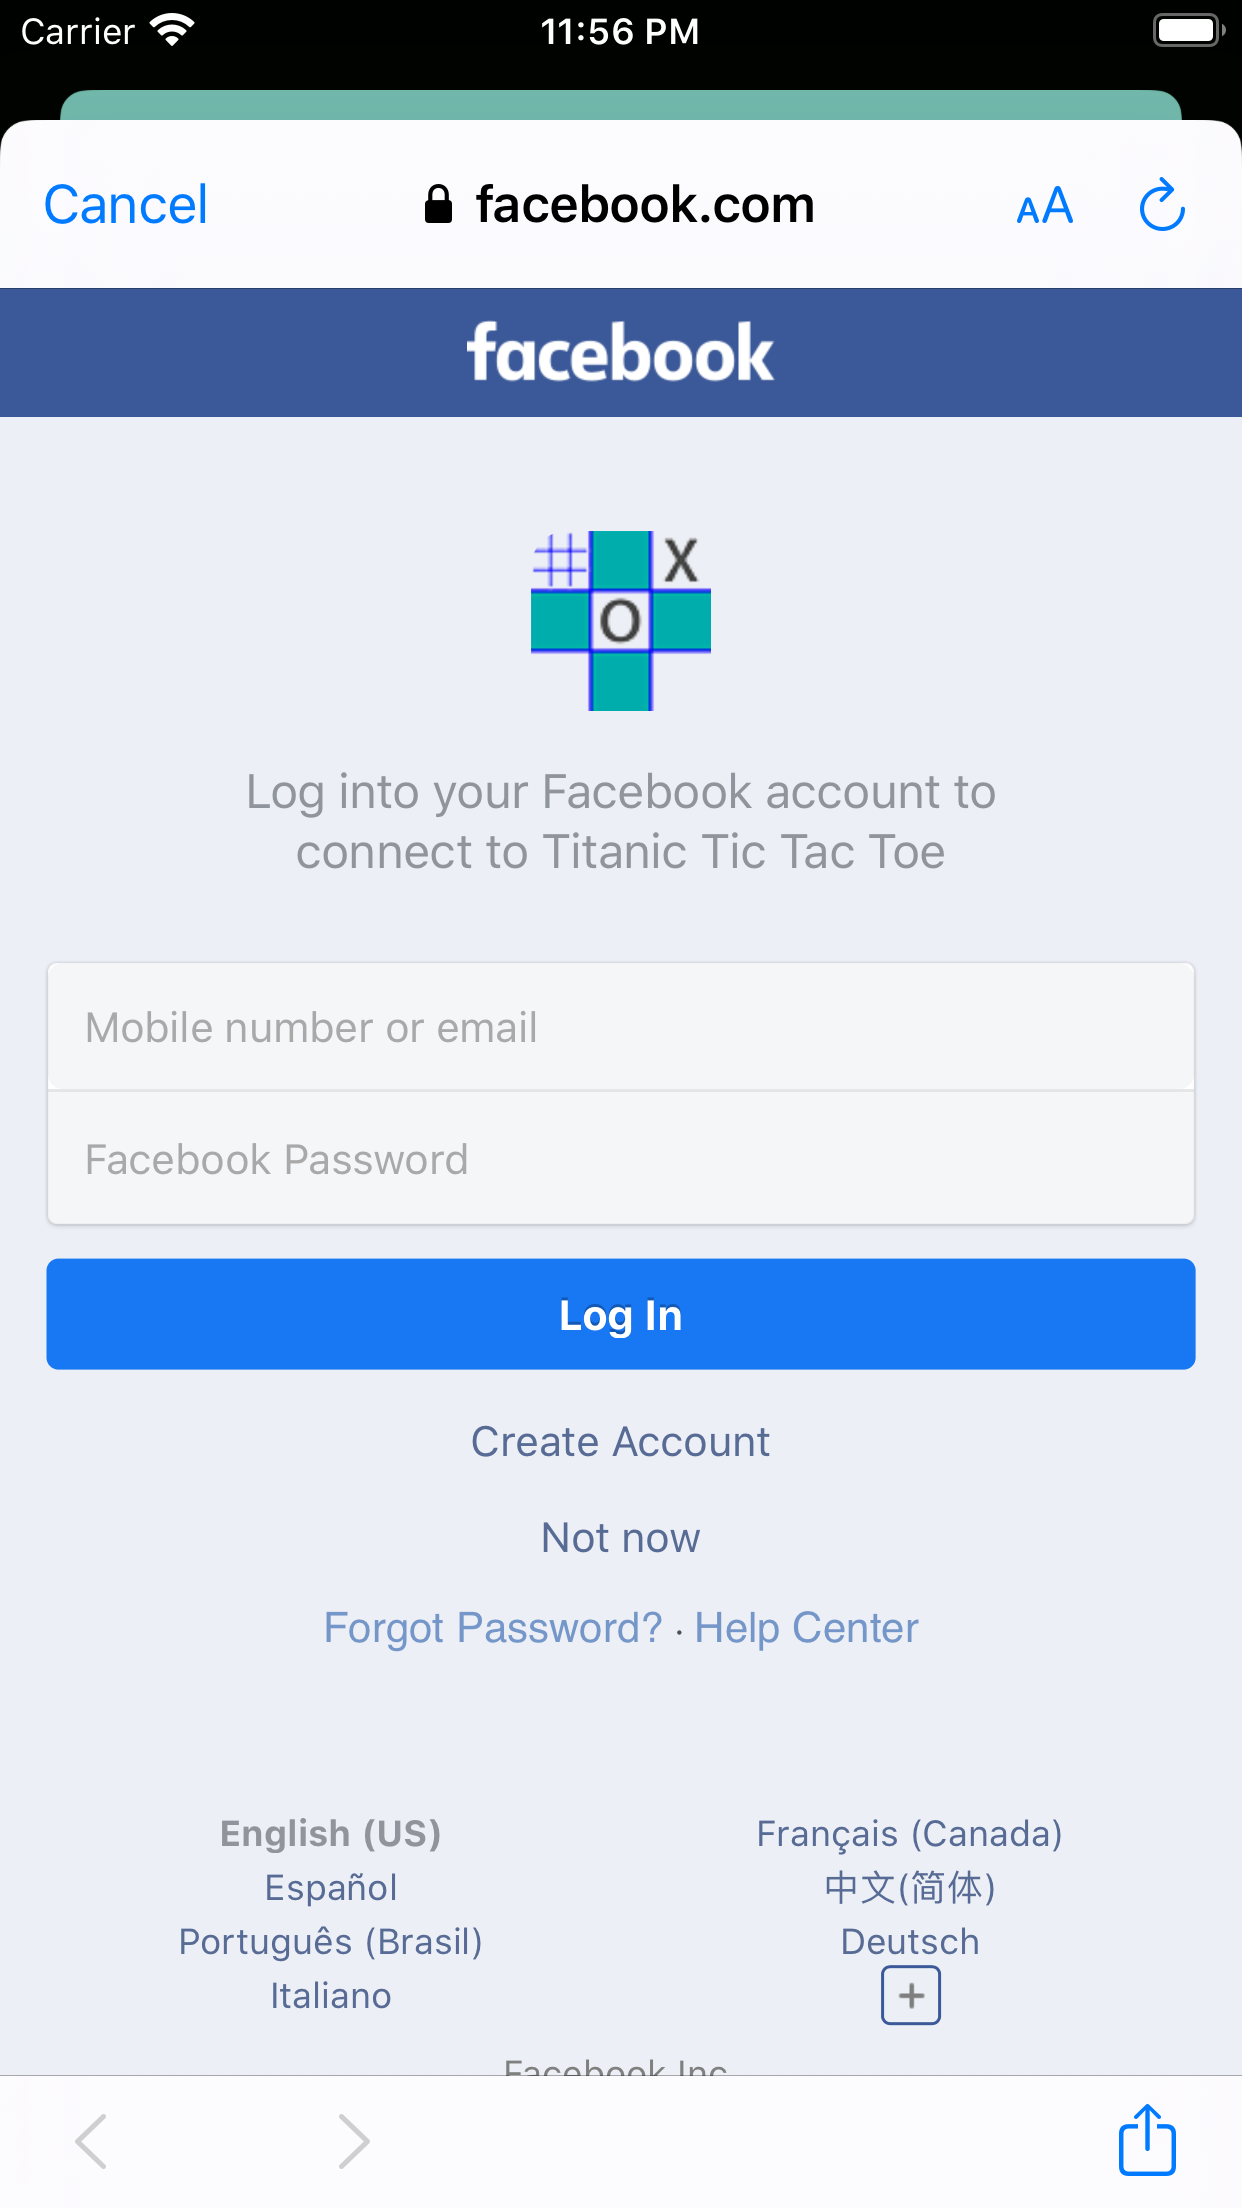 Carrier 11:56 PM
Cancel facebook.com AA
facebook
X
O
Log into your Facebook account to
connect to Titanic Tic Tac Toe
Mobile number or email
Facebook Password
Log In
Create Account
Not now
Forgot Password? · Help Center
English (US) Français (Canada)
Español 中文(简体)
Português (Brasil) Deutsch
Italiano +
Facebook Inc